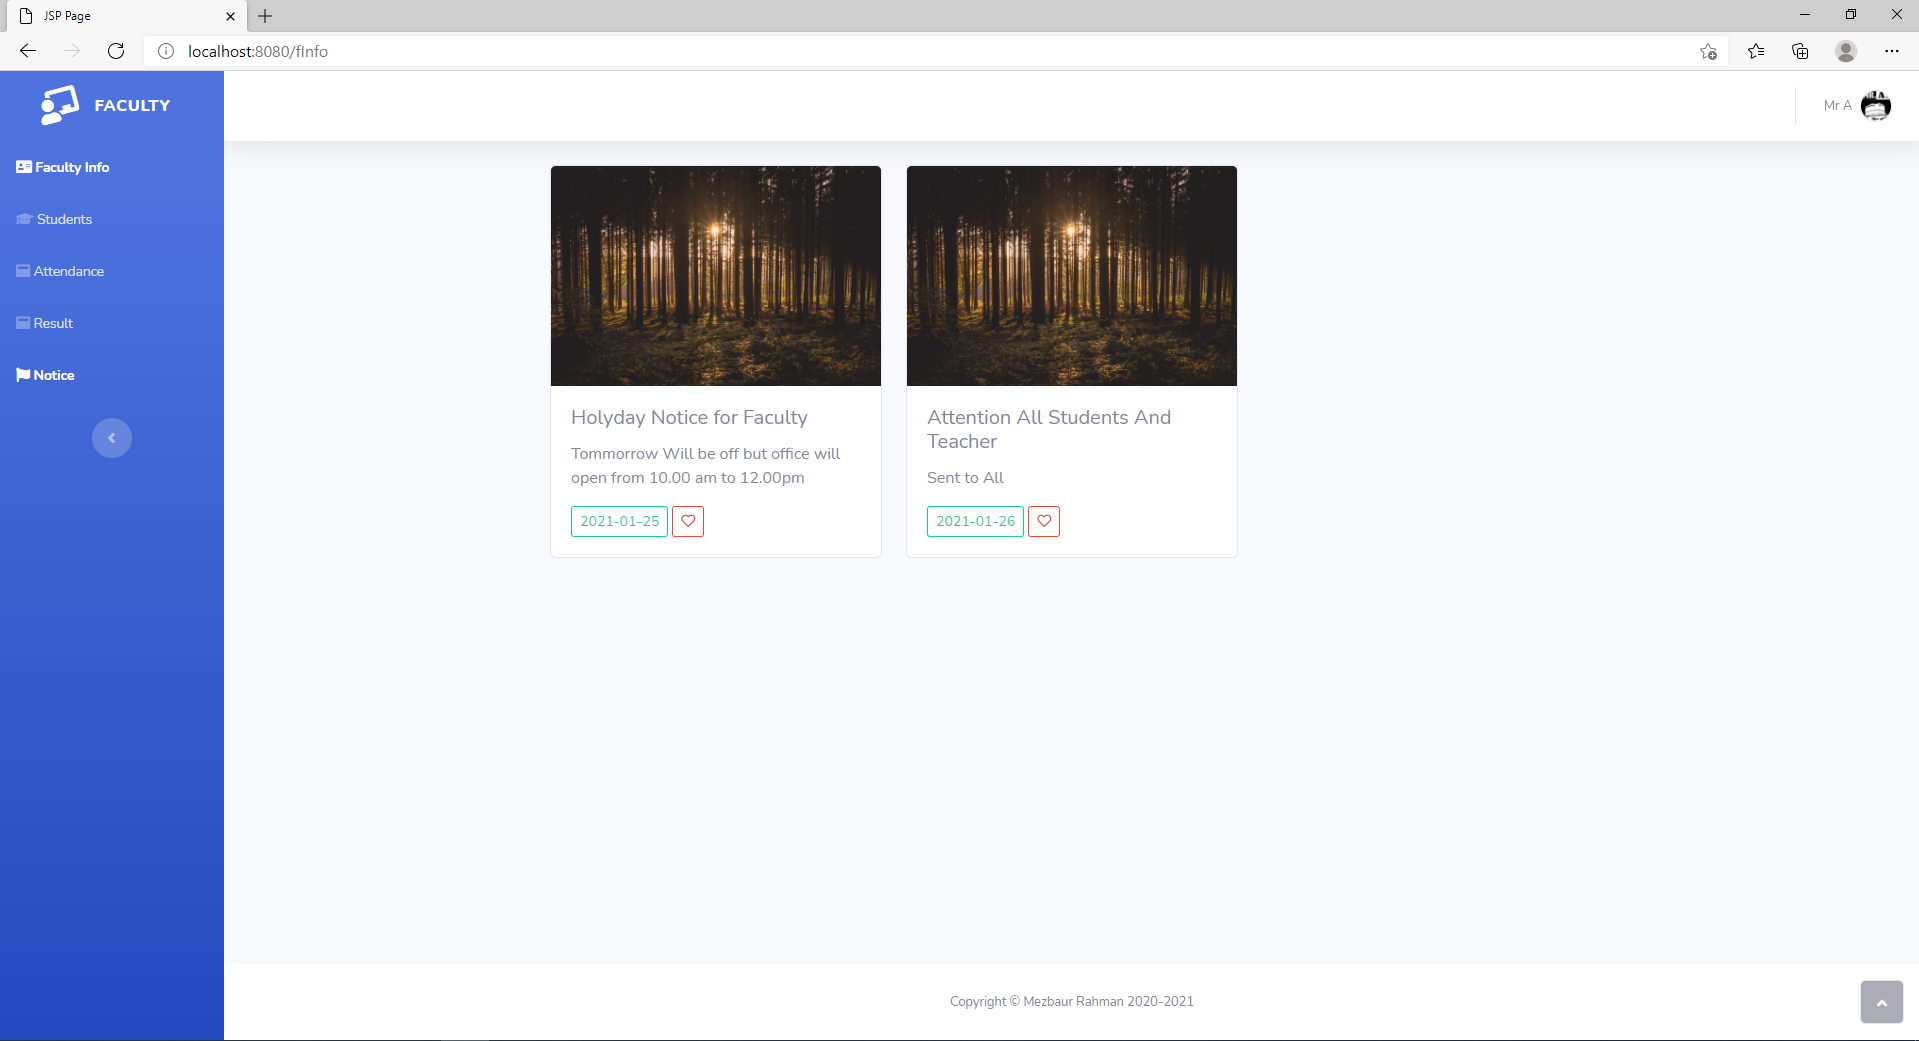 JSP Page
localhost:8080/fInfo
FACULTY
Mr A
Faculty Info
Students
Attendance
Result
Notice
Holyday Notice for Faculty
Tommorrow Will be off but office will
open from 10.00 am to 12.00pm
2021-01-25
Attention All Students And
Teacher
Sent to All
2021-01-26
Copyright © Mezbaur Rahman 2020-2021